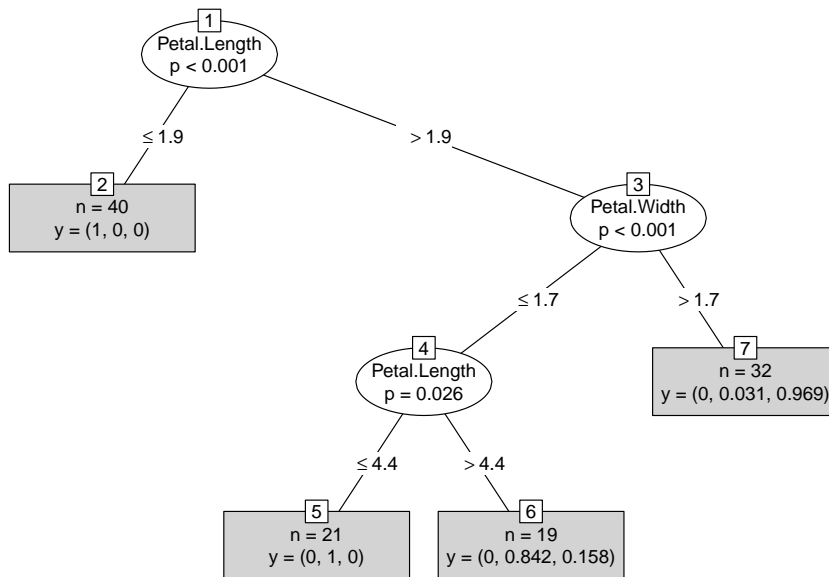 1
Petal.Length
p < 0.001
≤ 1.9
> 1.9
2
n = 40
y = (1, 0, 0)
3
Petal.Width
p < 0.001
≤ 1.7
> 1.7
4
Petal.Length
p = 0.026
7
n = 32
y = (0, 0.031, 0.969)
≤ 4.4
> 4.4
5
n = 21
y = (0, 1, 0)
6
n = 19
y = (0, 0.842, 0.158)